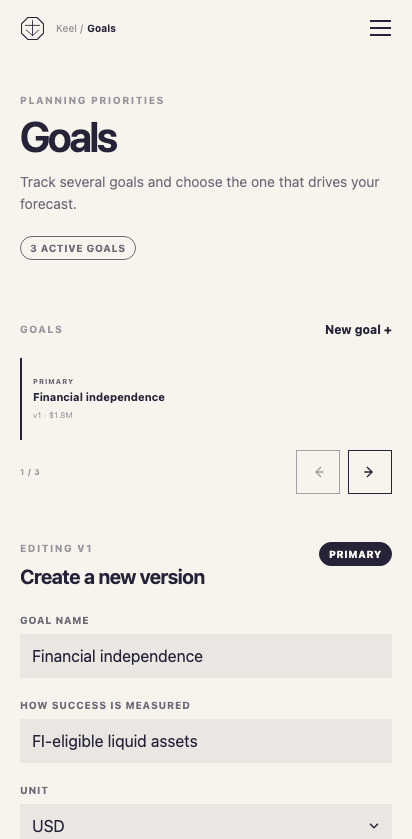 Keel / Goals
PLANNING PRIORITIES
Goals
Track several goals and choose the one that drives your
forecast.
3 ACTIVE GOALS
GOALS
New goal +
PRIMARY
Financial independence
v1 · $1.8M
1 / 3
EDITING V1
PRIMARY
Create a new version
GOAL NAME
Financial independence
HOW SUCCESS IS MEASURED
FI-eligible liquid assets
UNIT
USD